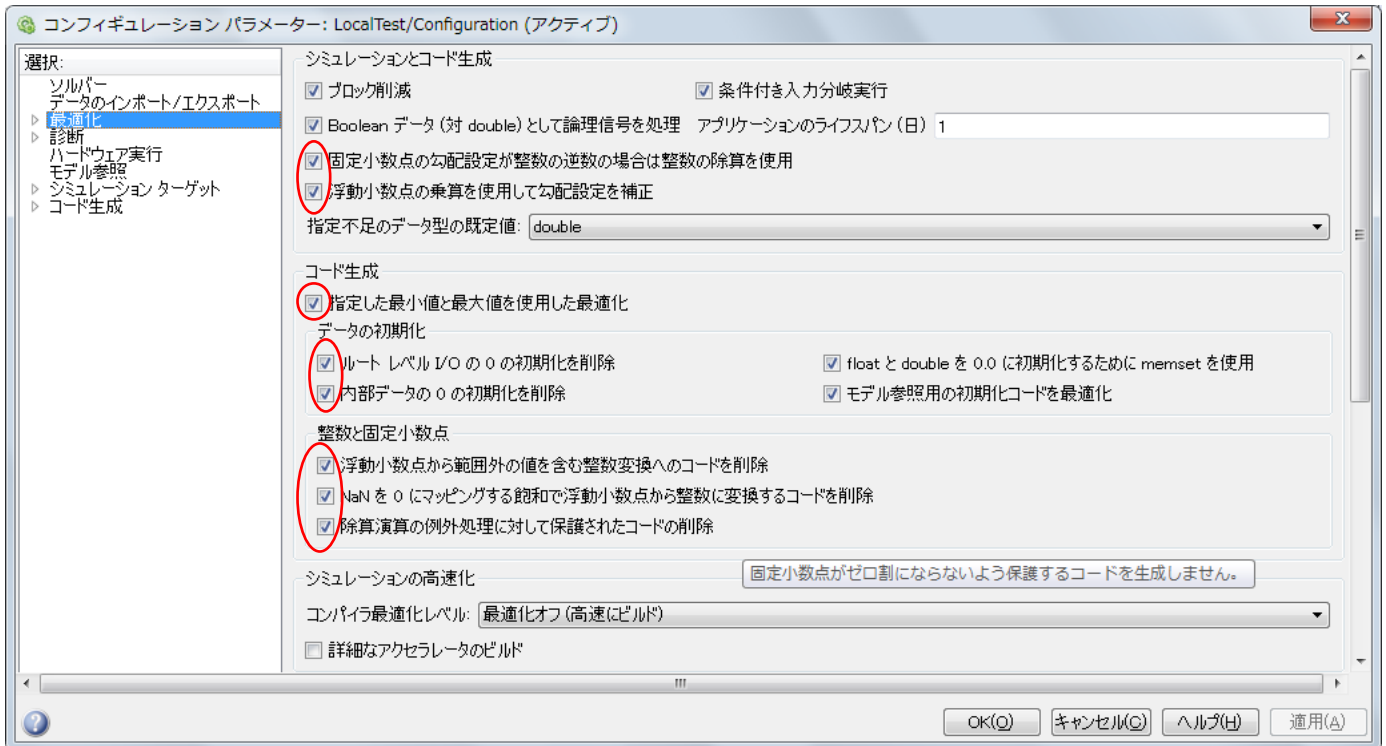 コンフィギュレーション パラメーター: LocalTest/Configuration (アクティブ)
選択:
ソルバー
データのインポート/エクスポート
最適化
診断
ハードウェア実行
モデル参照
シミュレーション ターゲット
コード生成
シミュレーションとコード生成
ブロック削減
条件付き入力分岐実行
Boolean データ (対 double) として論理信号を処理
アプリケーションのライフスパン (日) 1
固定小数点の勾配設定が整数の逆数の場合は整数の除算を使用
浮動小数点の乗算を使用して勾配設定を補正
指定不足のデータ型の既定値: double
コード生成
指定した最小値と最大値を使用した最適化
データの初期化
ルート レベル I/O の 0 の初期化を削除
float と double を 0.0 に初期化するために memset を使用
内部データの 0 の初期化を削除
モデル参照用の初期化コードを最適化
整数と固定小数点
浮動小数点から範囲外の値を含む整数変換へのコードを削除
NaN を 0 にマッピングする飽和で浮動小数点から整数に変換するコードを削除
除算演算の例外処理に対して保護されたコードの削除
固定小数点がゼロ割にならないよう保護するコードを生成しません。
シミュレーションの高速化
コンパイラ最適化レベル: 最適化オフ (高速にビルド)
詳細なアクセラレータのビルド
OK(O)
キャンセル(C)
ヘルプ(H)
適用(A)